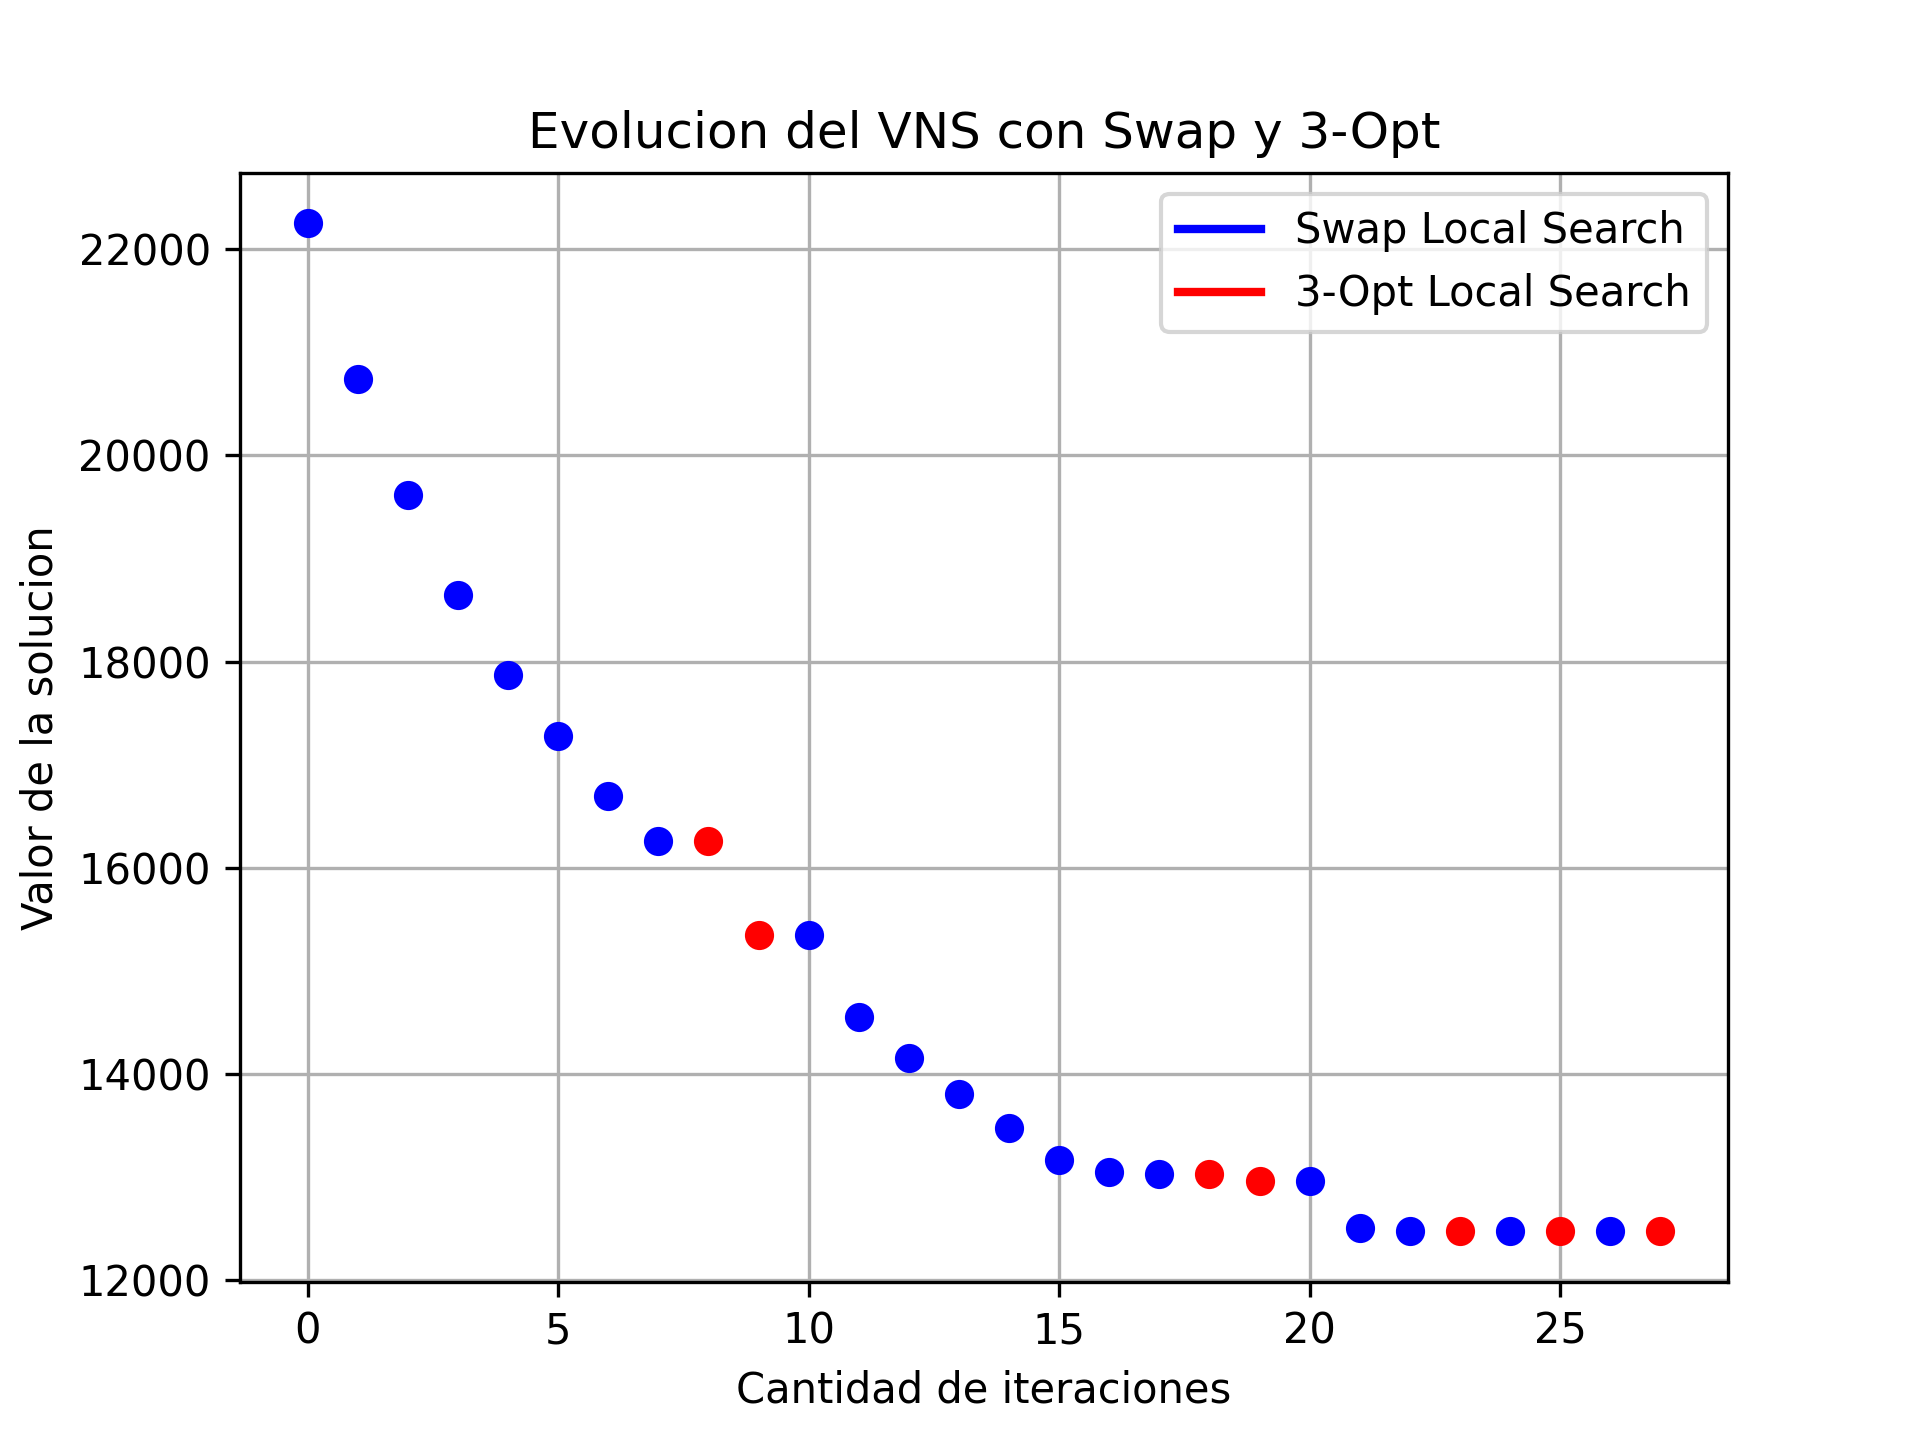 Evolucion del VNS con Swap y 3-Opt
Swap Local Search
3-Opt Local Search
Valor de la solucion
22000
20000
18000
16000
14000
12000
0 5 10 15 20 25
Cantidad de iteraciones